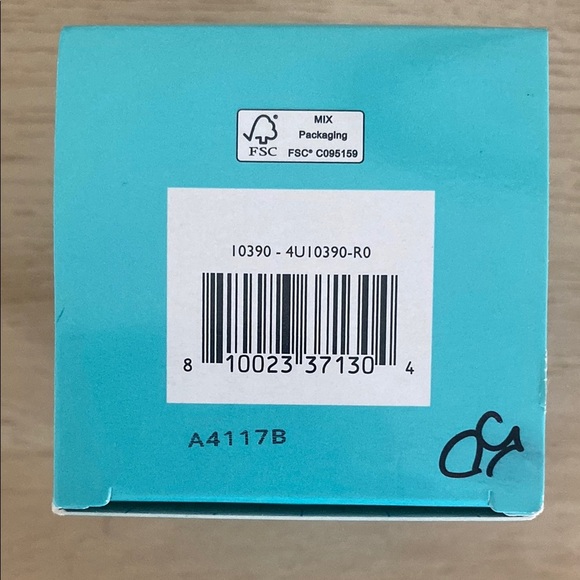 MIX
Packaging
FSC
FSC® C095159
10390 - 4U10390-R0
8 10023 37130 4
A4117B